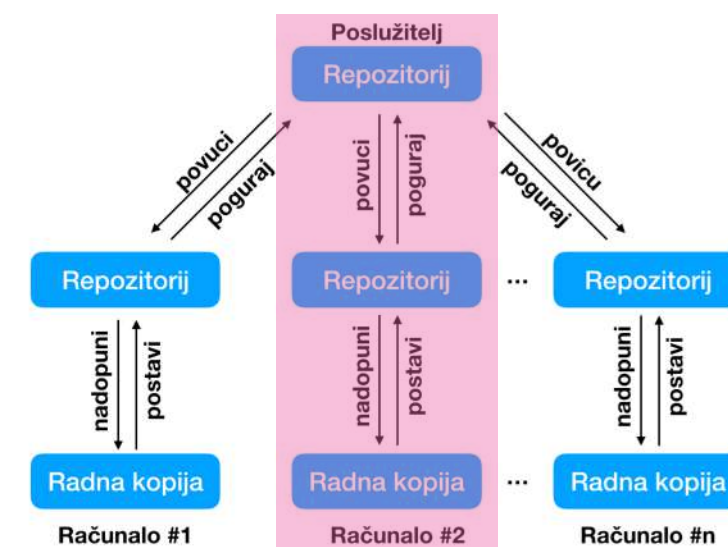 Poslužitelj
Repozitorij
povuci
poguraj
povuci
poguraj
povicu
poguraj
Repozitorij
Repozitorij
...
Repozitorij
nadopuni
postavi
nadopuni
postavi
nadopuni
postavi
Radna kopija
Radna kopija
...
Radna kopija
Računalo #1
Računalo #2
Računalo #n